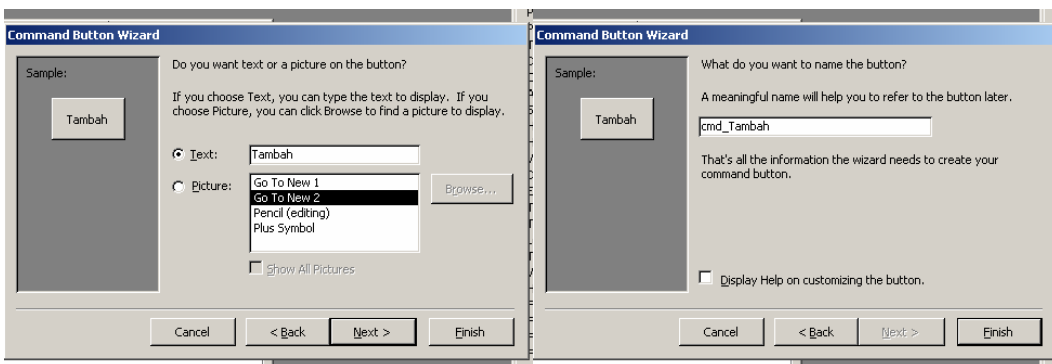 Command Button Wizard
Sample:
Tambah
Do you want text or a picture on the button?
If you choose Text, you can type the text to display. If you
choose Picture, you can click Browse to find a picture to display.
Text:
Tambah
Picture:
Go To New 1
Go To New 2
Pencil (editing)
Plus Symbol
Browse...
Show All Pictures
Cancel
< Back
Next >
Finish
Command Button Wizard
Sample:
Tambah
What do you want to name the button?
A meaningful name will help you to refer to the button later.
cmd_Tambah
That's all the information the wizard needs to create your
command button.
Display Help on customizing the button.
Cancel
< Back
Next >
Finish